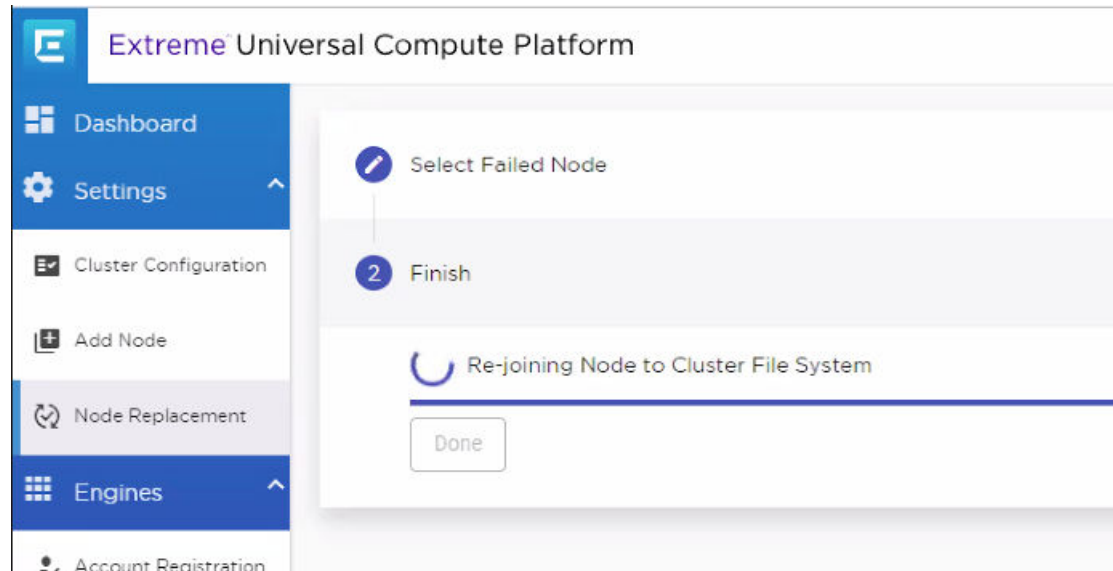 Extreme™ Universal Compute Platform
Dashboard
Settings
Cluster Configuration
Add Node
Node Replacement
Engines
Account Registration
Select Failed Node
2 Finish
Re-joining Node to Cluster File System
Done